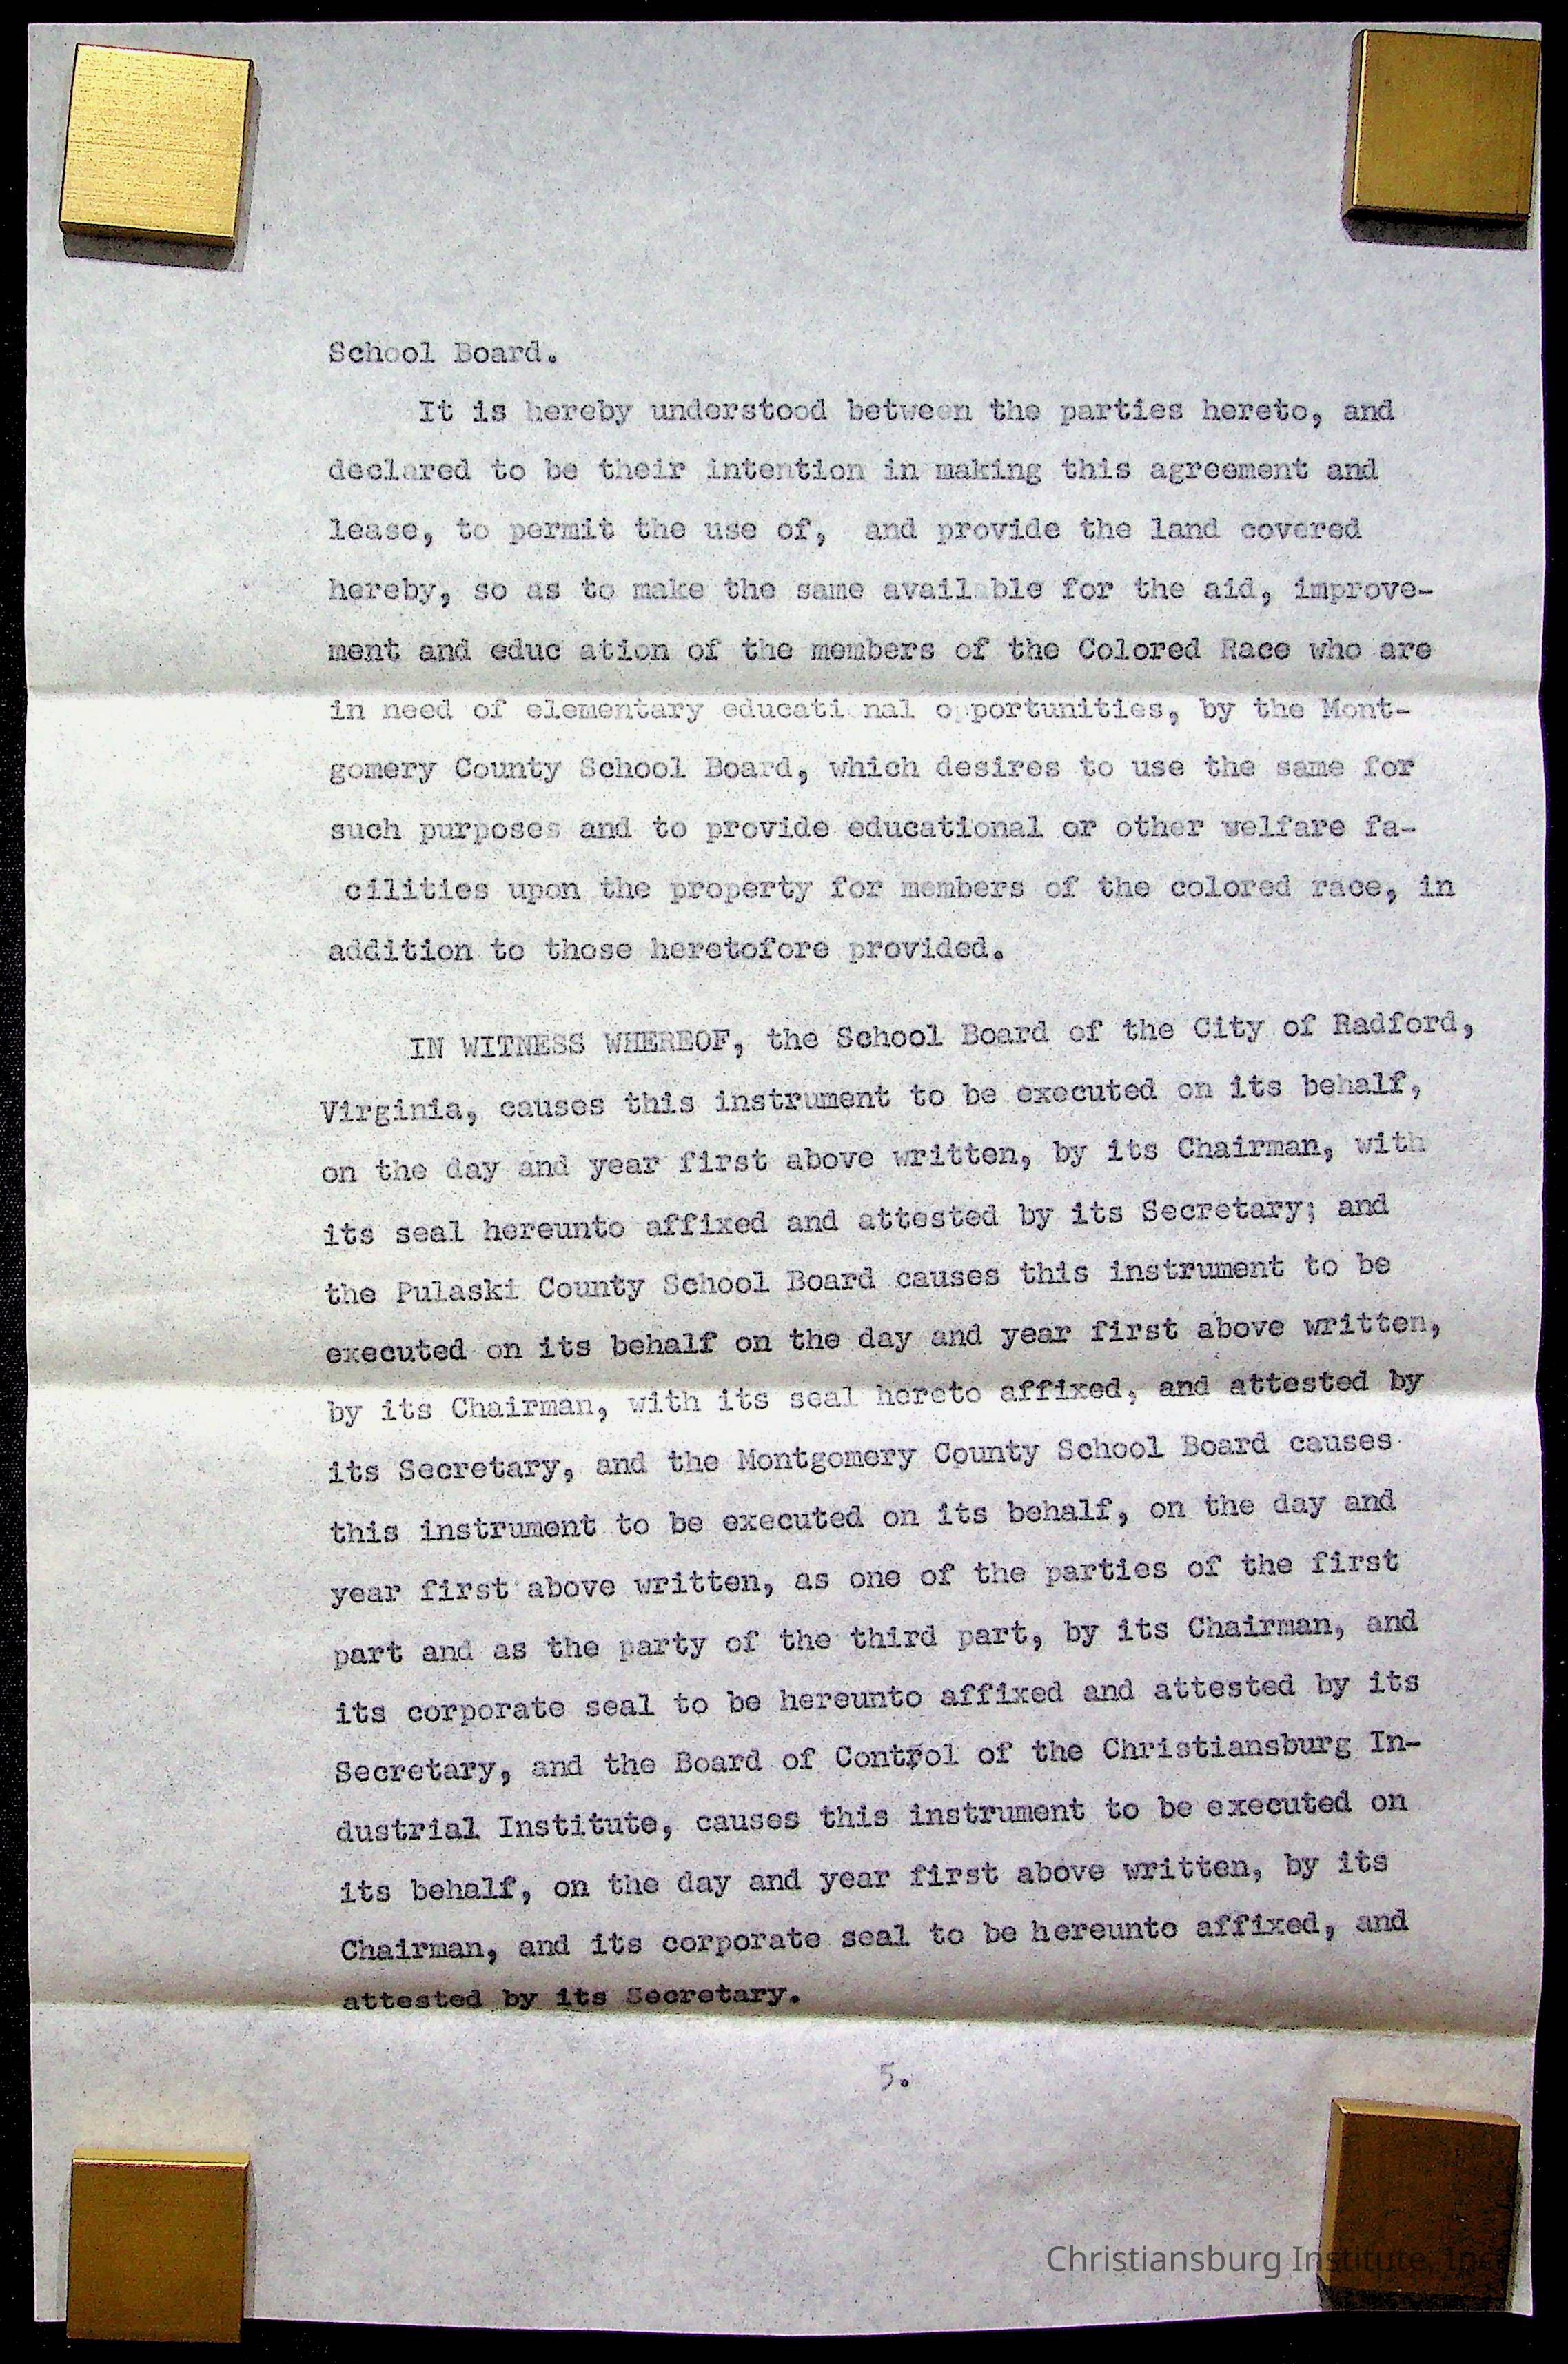 School Board.
It is hereby understood between the parties hereto, and
declared to be their intention in making this agreement and
lease, to permit the use of, and provide the land covered
hereby, so as to make the same available for the aid, improve-
ment and educ ation of the members of the Colored Race who are
in need of elementary educational opportunities, by the Mont-
gomery County School Board, which desires to use the same for
such purposes and to provide educational or other welfare fa-
cilities upon the property for members of the colored race, in
addition to those heretofore provided.
IN WITNESS WHEREOF, the School Board of the City of Radford,
Virginia, causes this instrument to be executed on its behalf,
on the day and year first above written, by its Chairman, with
its seal hereunto affixed and attested by its Secretary; and
the Pulaski County School Board causes this instrument to be
executed on its behalf on the day and year first above written,
by its Chairman, with its seal hereto affixed, and attested by
its Secretary, and the Montgomery County School Board causes
this instrument to be executed on its behalf, on the day and
year first above written, as one of the parties of the first
part and as the party of the third part, by its Chairman, and
its corporate seal to be hereunto affixed and attested by its
Secretary, and the Board of Control of the Christiansburg In-
dustrial Institute, causes this instrument to be executed on
its behalf, on the day and year first above written, by its
Chairman, and its corporate seal to be hereunto affixed, and
attested by its Secretary.
5.
Christiansburg Institute, Inc.